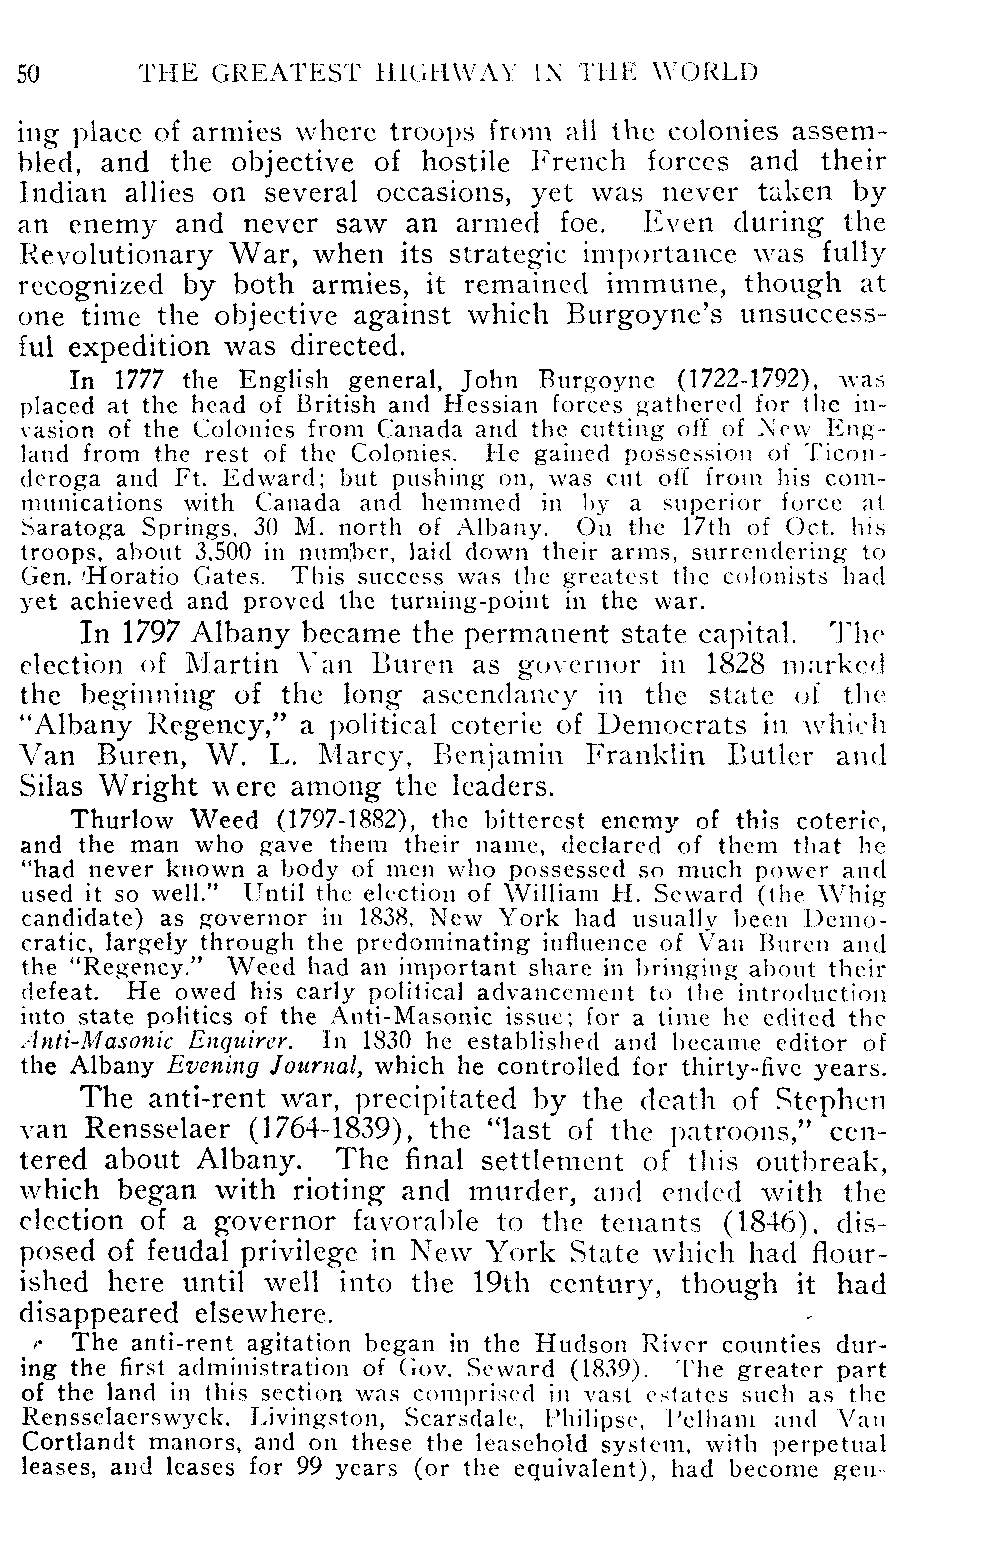 50 THE GREATEST HIGHWAY IN THE WORLD
ing place of armies where troops from all the colonies assem-
bled, and the objective of hostile French forces and their
Indian allies on several occasions, yet was never taken by
an enemy and never saw an armed foe. Even during the
Revolutionary War, when its strategic importance was fully
recognized by both armies, it remained immune, though at
one time the objective against which Burgoyne's unsuccess-
ful expedition was directed.
In 1777 the English general, John Burgoyne (1722-1792), was
placed at the head of British and Hessian forces gathered for the in-
vasion of the Colonies from Canada and the cutting off of New Eng-
land from the rest of the Colonies. He gained possession of Ticon-
deroga and Ft. Edward; but pushing on, was cut off from his com-
munications with Canada and hemmed in by a superior force at
Saratoga Springs, 30 M. north of Albany. On the 17th of Oct. his
troops, about 3,500 in number, laid down their arms, surrendering to
Gen. Horatio Gates. This success was the greatest the colonists had
yet achieved and proved the turning-point in the war.
In 1797 Albany became the permanent state capital. The
election of Martin Van Buren as governor in 1828 marked
the beginning of the long ascendancy in the state of the
"Albany Regency," a political coterie of Democrats in which
Van Buren, W. L. Marcy, Benjamin Franklin Butler and
Silas Wright were among the leaders.
Thurlow Weed (1797-1882), the bitterest enemy of this coterie,
and the man who gave them their name, declared of them that he
"had never known a body of men who possessed so much power and
used it so well." Until the election of William H. Seward (the Whig
candidate) as governor in 1838, New York had usually been Demo-
cratic, largely through the predominating influence of Van Buren and
the "Regency." Weed had an important share in bringing about their
defeat. He owed his early political advancement to the introduction
into state politics of the Anti-Masonic issue; for a time he edited the
Anti-Masonic Enquirer. In 1830 he established and became editor of
the Albany Evening Journal, which he controlled for thirty-five years.
The anti-rent war, precipitated by the death of Stephen
van Rensselaer (1764-1839), the "last of the patroons," cen-
tered about Albany. The final settlement of this outbreak,
which began with rioting and murder, and ended with the
election of a governor favorable to the tenants (1846), dis-
posed of feudal privilege in New York State which had flour-
ished here until well into the 19th century, though it had
disappeared elsewhere.
The anti-rent agitation began in the Hudson River counties dur-
ing the first administration of Gov. Seward (1839). The greater part
of the land in this section was comprised in vast estates such as the
Rensselaerswyck, Livingston, Scarsdale, Philipse, Pelham and Van
Cortlandt manors, and on these the leasehold system, with perpetual
leases, and leases for 99 years (or the equivalent), had become gen-